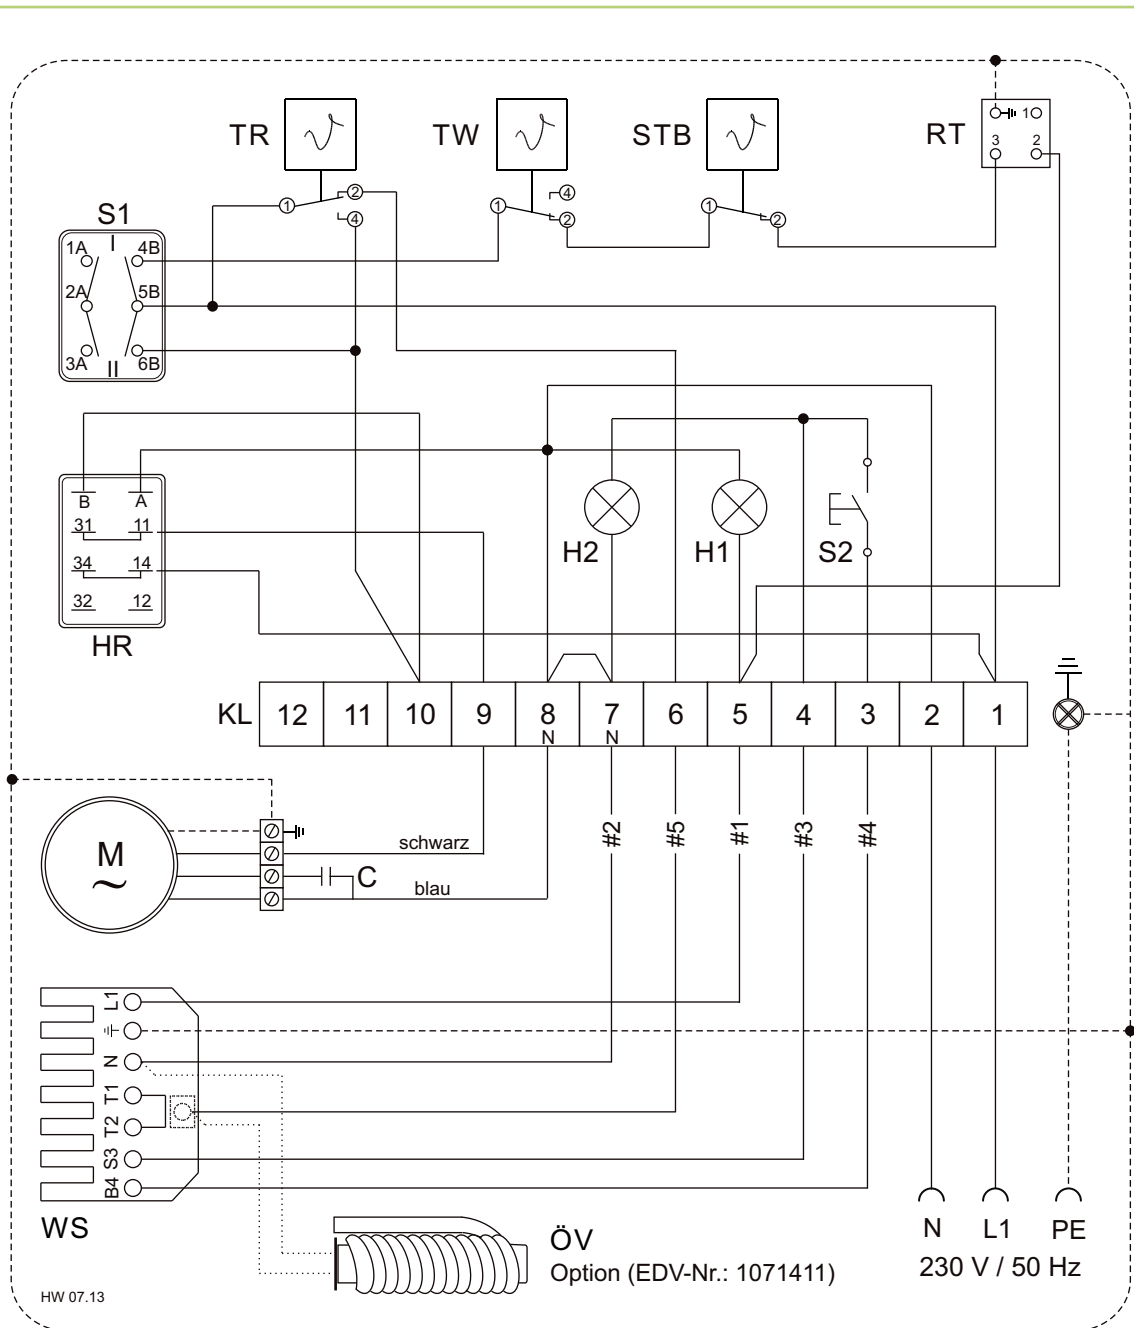 TR
TW
STB
RT
1
3
2
1
2
4
1
4
2
1
2
S1
1A
I
4B
2A
5B
3A
II
6B
B
A
31
11
34
14
32
12
HR
H2
H1
S2
KL
12
11
10
9
8
7
6
5
4
3
2
1
N
N
M
~
schwarz
C
blau
#2
#5
#1
#3
#4
L1
N
T1
T2
S3
B4
WS
ÖV
Option (EDV-Nr.: 1071411)
N
L1
PE
230 V / 50 Hz
HW 07.13